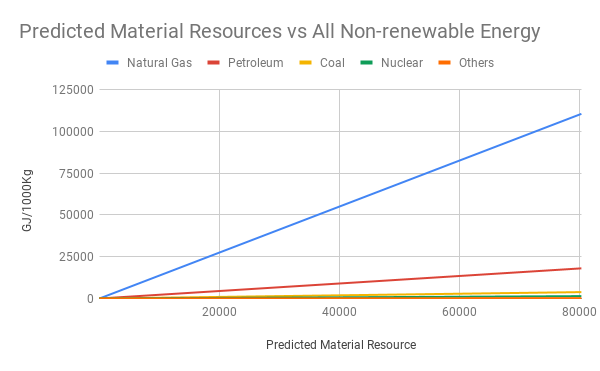 Predicted Material Resources vs All Non-renewable Energy
Natural Gas Petroleum Coal Nuclear Others
125000
100000
75000
50000
25000
0
GJ/1000Kg
20000 40000 60000 80000
Predicted Material Resource